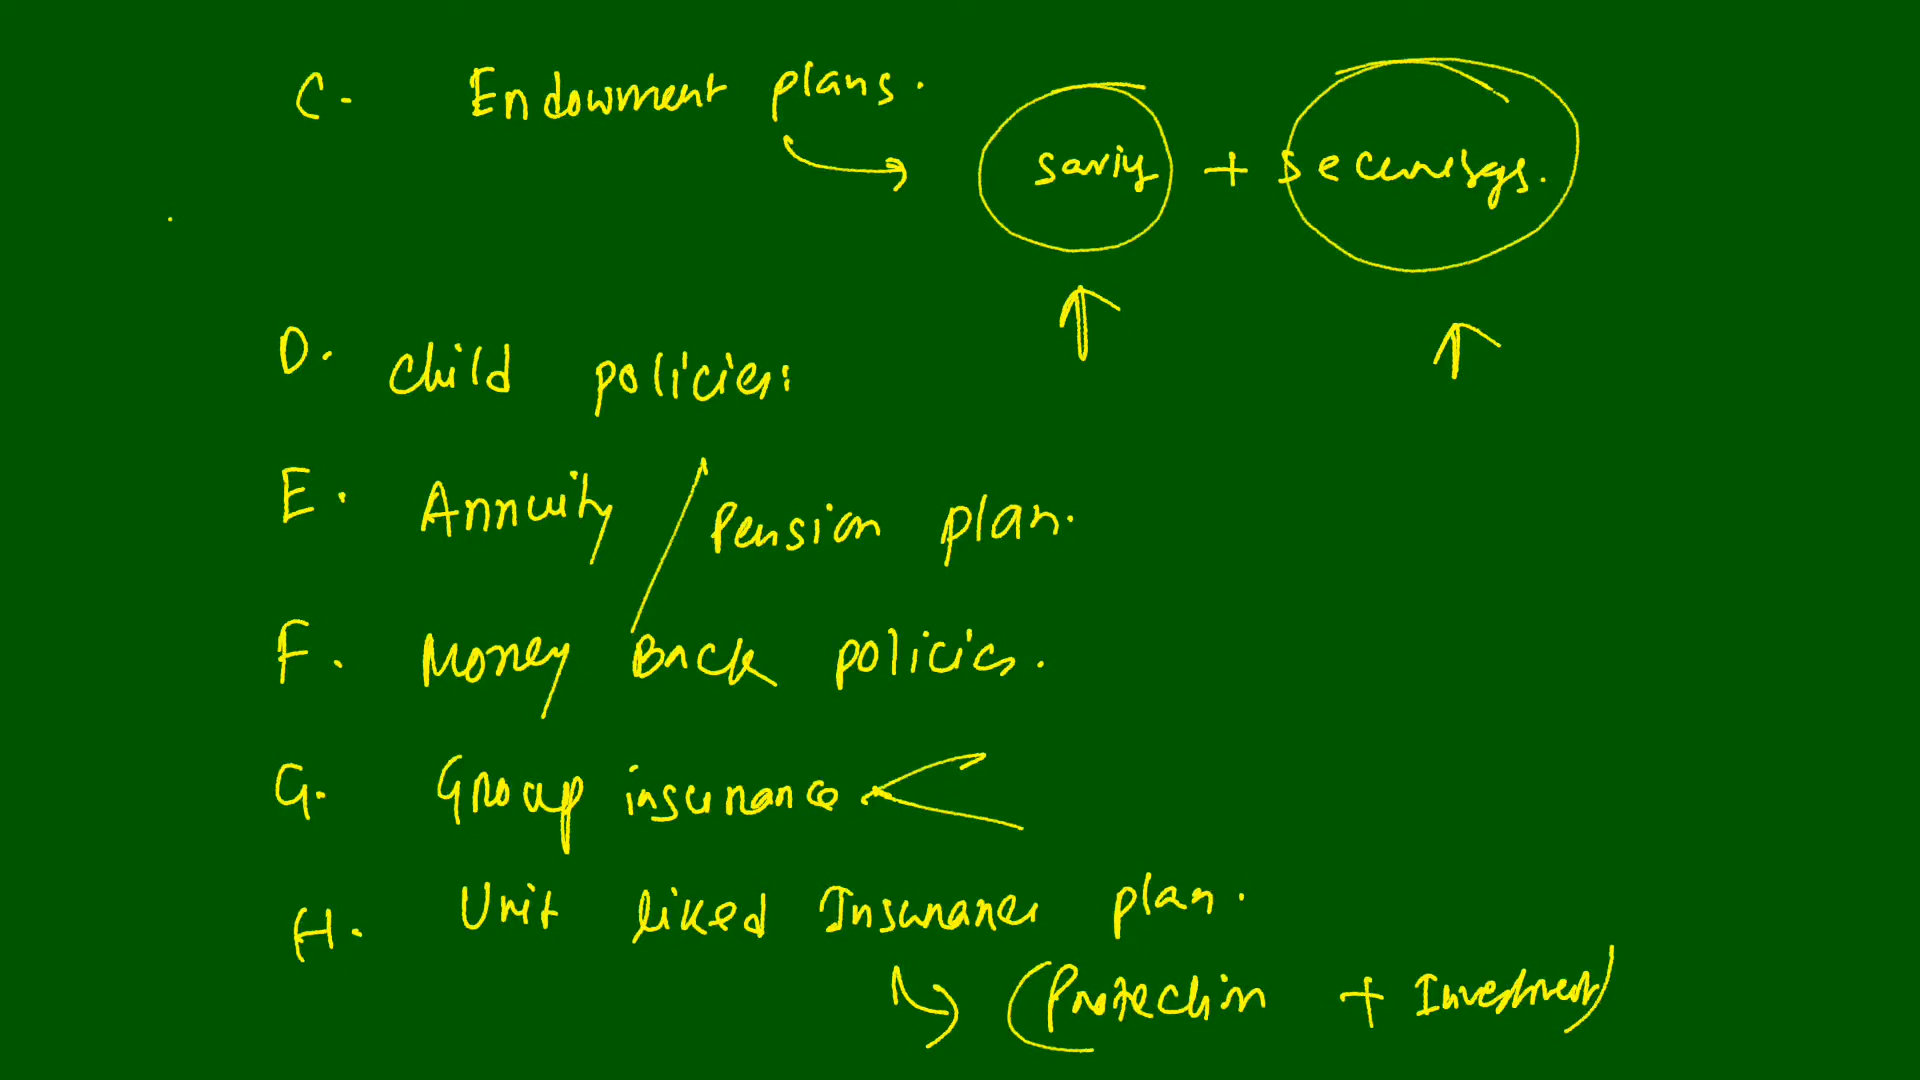 C. Endowment plans.
saving + securitys.
D. Child policies:
E. Annuity / Pension plan.
F. Money Back policies.
G. Group insurance
H. Unit liked Insurance plan.
(Protection + Investment)